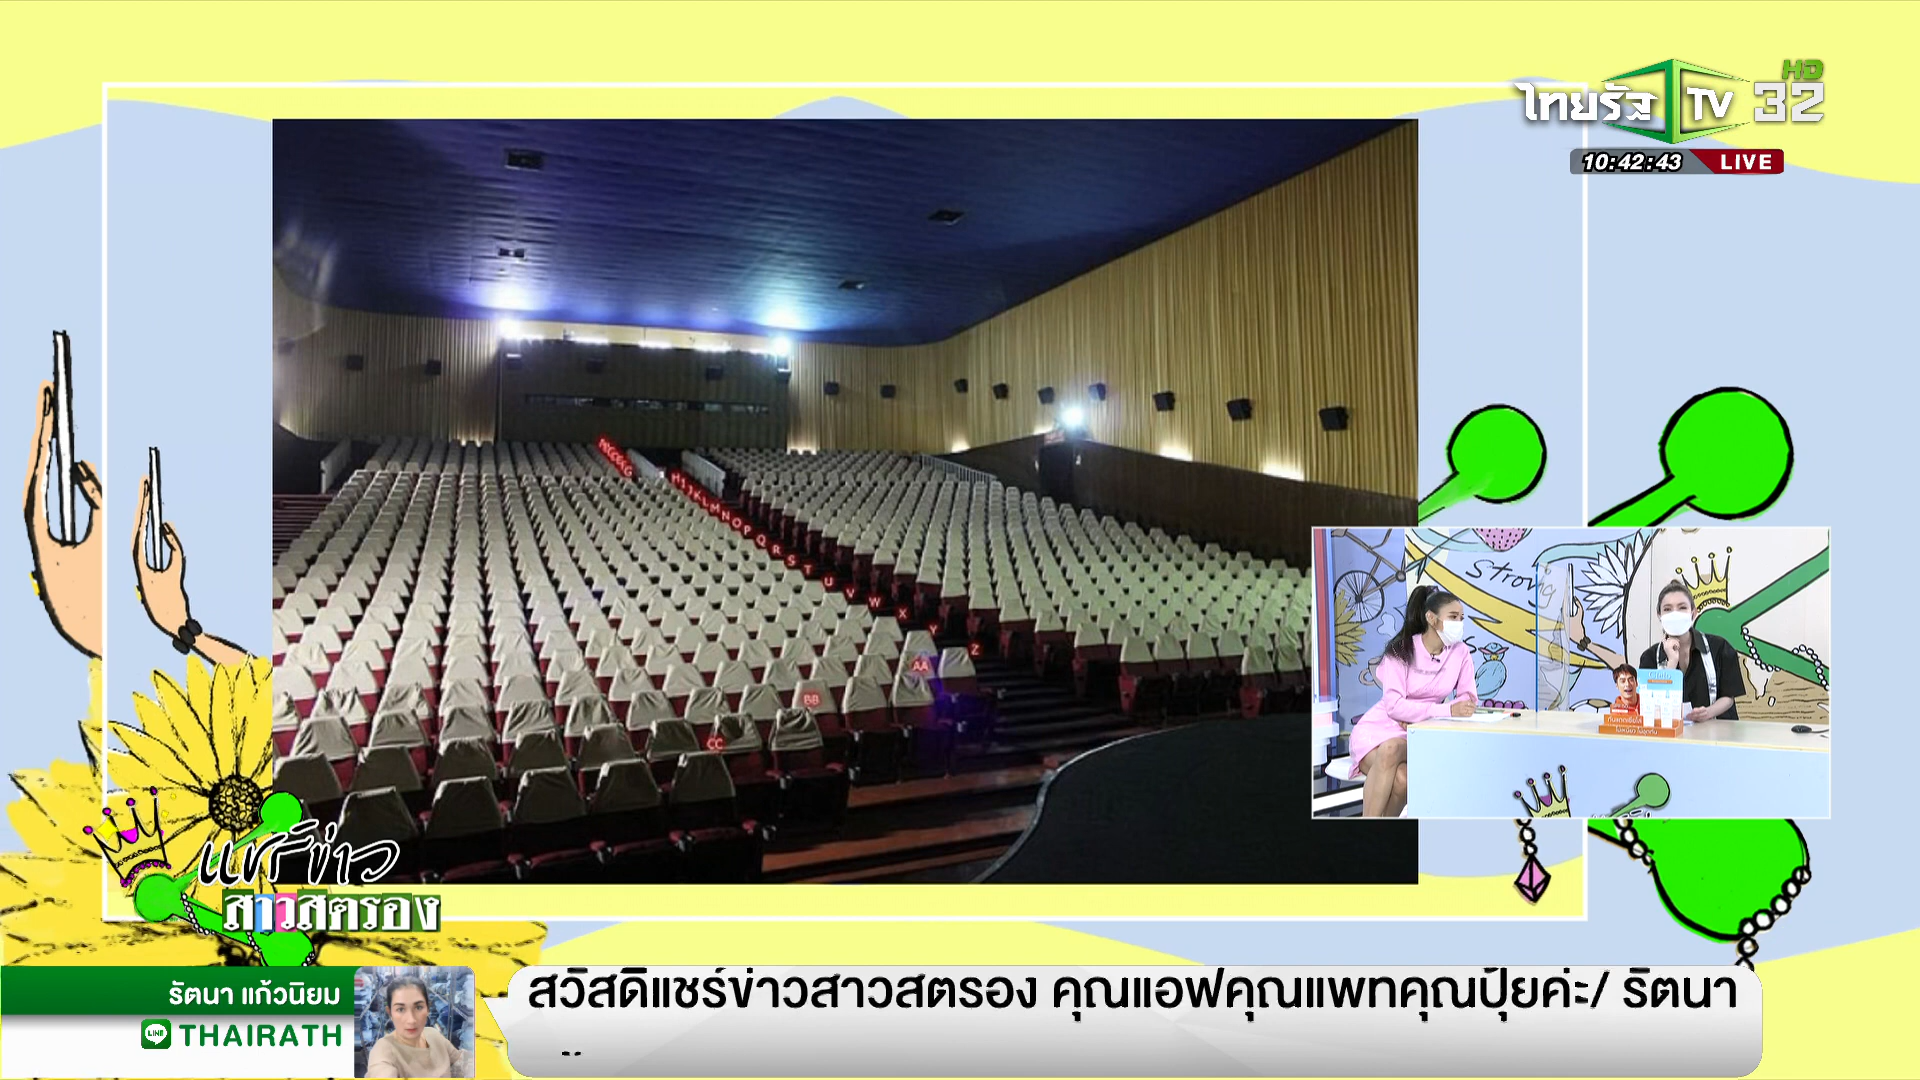 HD
ไทยรัฐ TV 32
10:42:43 LIVE
H I J K L M N O P Q R S T U V W X Y Z
AA
BB
CC
Strong
แชร์ข่าว
สาวสตรอง
รัตนา แก้วนิยม
LINE THAIRATH
สวัสดิแชร์ข่าวสาวสตรอง คุณแอฟคุณแพทคุณปุ้ยค่ะ/ รัตนา